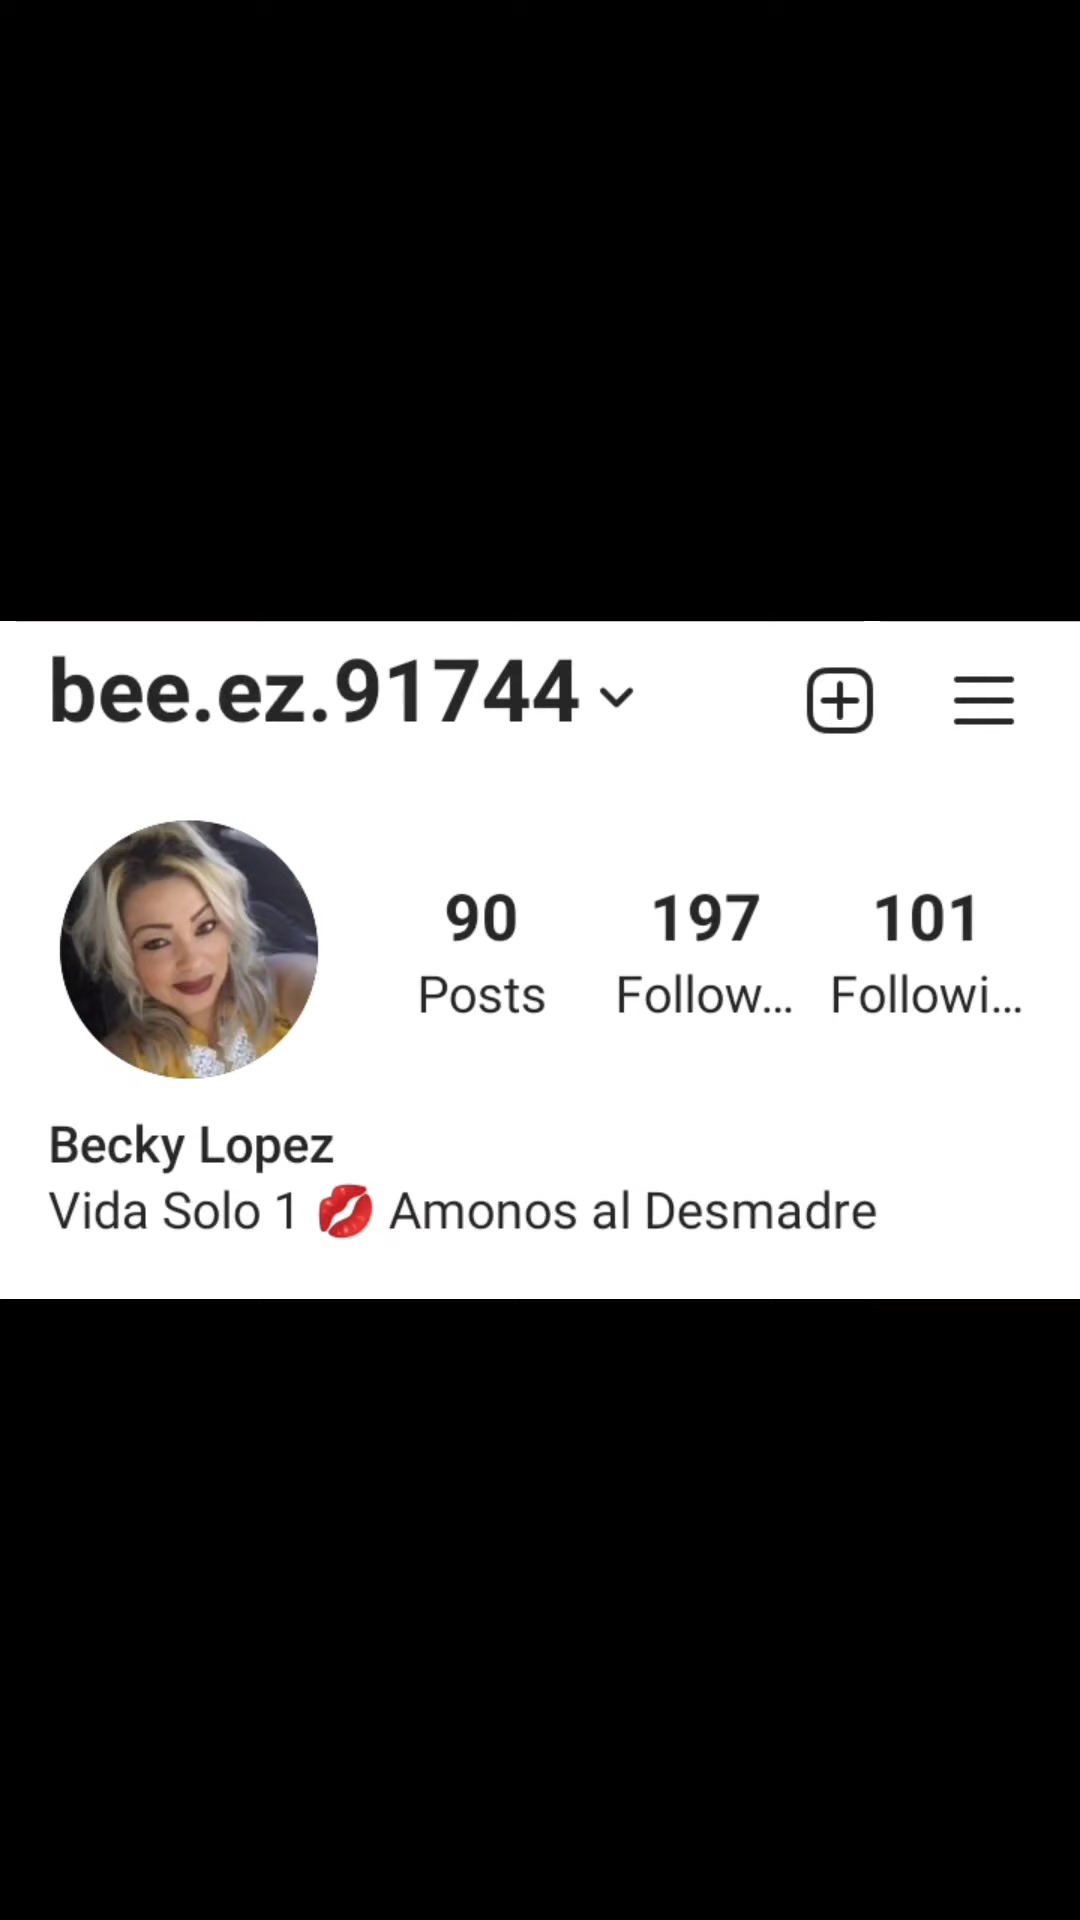 bee.ez.91744
90 197 101
Posts Follow... Followi...
Becky Lopez
Vida Solo 1 💋 Amonos al Desmadre